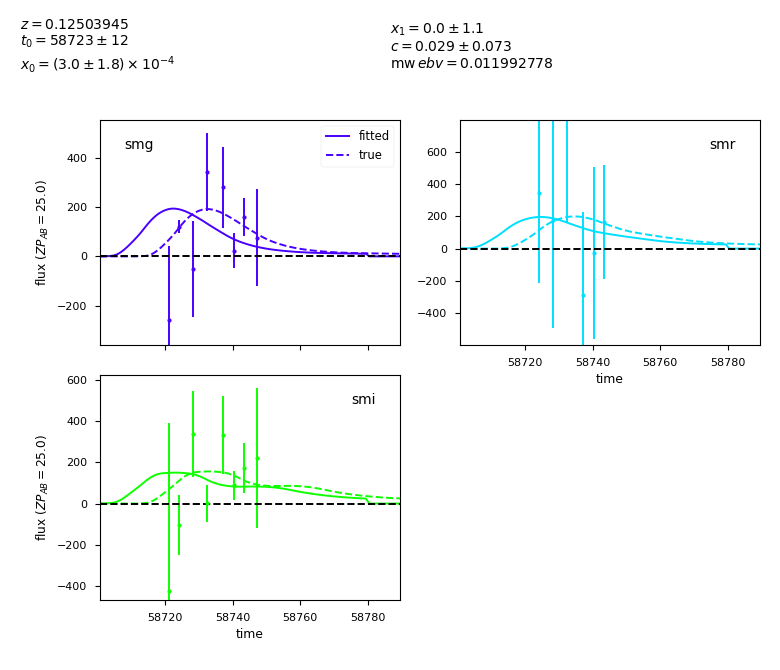 z = 0.12503945
t₀ = 58723 ± 12
x₀ = (3.0 ± 1.8) × 10⁻⁴
x₁ = 0.0 ± 1.1
c = 0.029 ± 0.073
mw ebv = 0.011992778
smg
fitted
true
400
200
0
−200
flux (ZP_AB = 25.0)
smr
600
400
200
0
−200
−400
58720 58740 58760 58780
time
smi
600
400
200
0
−200
−400
flux (ZP_AB = 25.0)
58720 58740 58760 58780
time